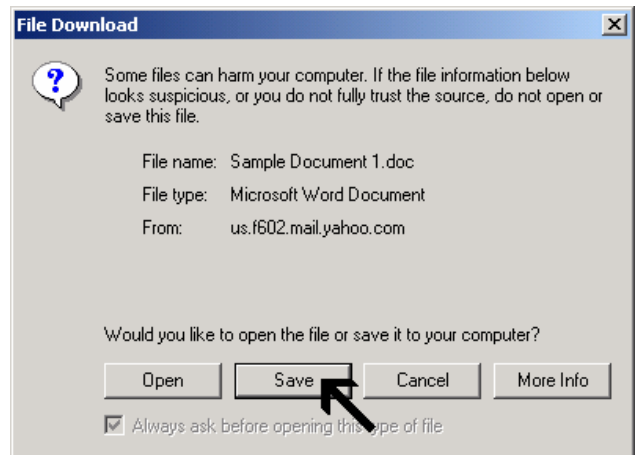 File Download
Some files can harm your computer. If the file information below
looks suspicious, or you do not fully trust the source, do not open or
save this file.
File name: Sample Document 1.doc
File type: Microsoft Word Document
From: us.f602.mail.yahoo.com
Would you like to open the file or save it to your computer?
Open Save Cancel More Info
Always ask before opening this type of file